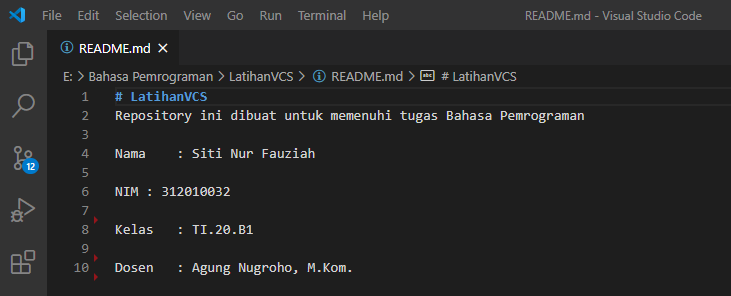 File Edit Selection View Go Run Terminal Help README.md - Visual Studio Code
README.md
E: > Bahasa Pemrograman > LatihanVCS > README.md > abc # LatihanVCS
1 # LatihanVCS
2 Repository ini dibuat untuk memenuhi tugas Bahasa Pemrograman
3
4 Nama : Siti Nur Fauziah
5
12
6 NIM : 312010032
7
8 Kelas : TI.20.B1
9
10 Dosen : Agung Nugroho, M.Kom.